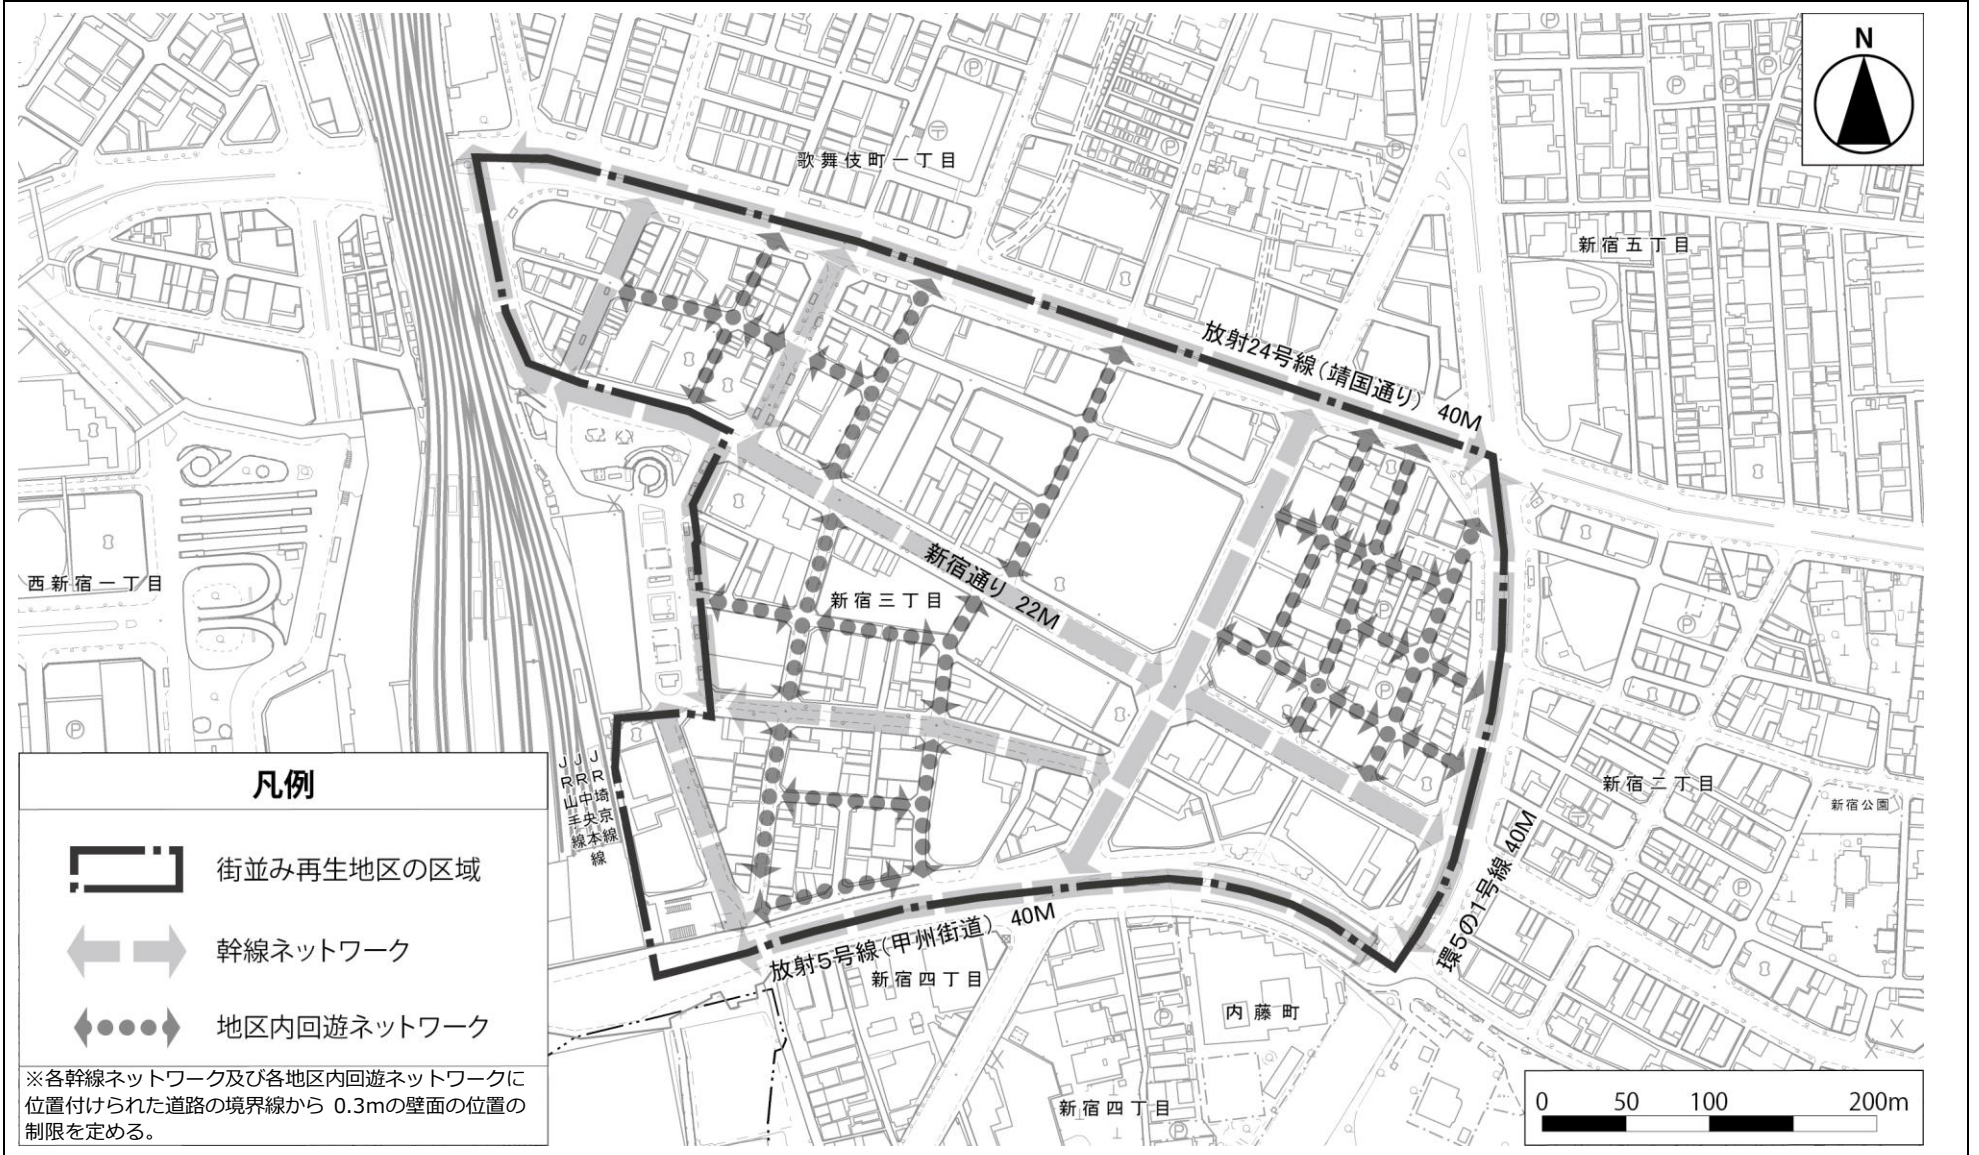 N
歌舞伎町一丁目
新宿五丁目
放射24号線(靖国通り) 40M
西新宿一丁目
新宿通り 22M
新宿三丁目
新宿二丁目
新宿公園
環5の1号線 40M
JR山手線
JR中央本線
JR埼京線
放射5号線(甲州街道) 40M
新宿四丁目
内藤町
新宿四丁目
凡例
街並み再生地区の区域
幹線ネットワーク
地区内回遊ネットワーク
※各幹線ネットワーク及び各地区内回遊ネットワークに
位置付けられた道路の境界線から 0.3mの壁面の位置の
制限を定める。
0 50 100 200m
P
P
P
P
P
P
P
P
P
P
P